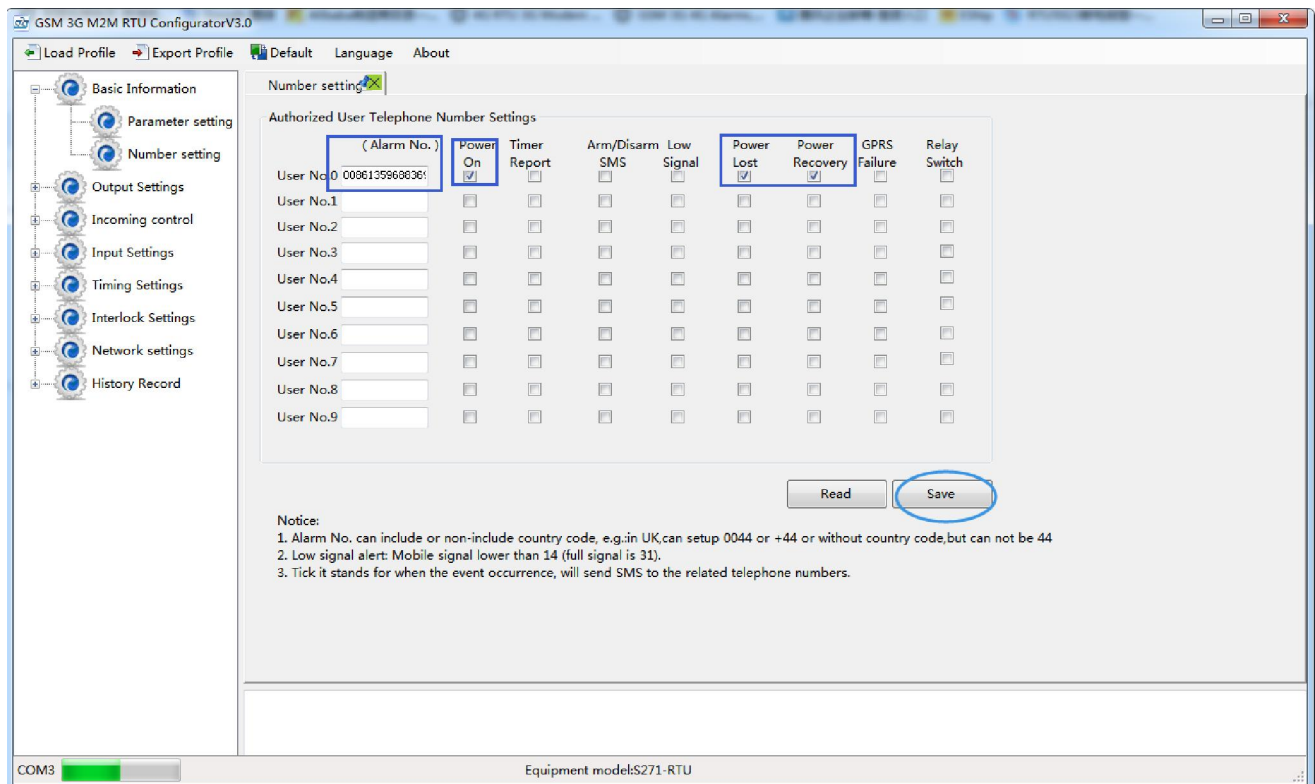 GSM 3G M2M RTU ConfiguratorV3.0
Load Profile Export Profile Default Language About
Basic Information
Parameter setting
Number setting
Output Settings
Incoming control
Input Settings
Timing Settings
Interlock Settings
Network settings
History Record
Number setting
Authorized User Telephone Number Settings
( Alarm No. ) Power On Timer Report Arm/Disarm SMS Low Signal Power Lost Power Recovery GPRS Failure Relay Switch
User No.0
User No.1
User No.2
User No.3
User No.4
User No.5
User No.6
User No.7
User No.8
User No.9
Read Save
Notice:
1. Alarm No. can include or non-include country code, e.g.:in UK,can setup 0044 or +44 or without country code,but can not be 44
2. Low signal alert: Mobile signal lower than 14 (full signal is 31).
3. Tick it stands for when the event occurrence, will send SMS to the related telephone numbers.
COM3 Equipment model:S271-RTU